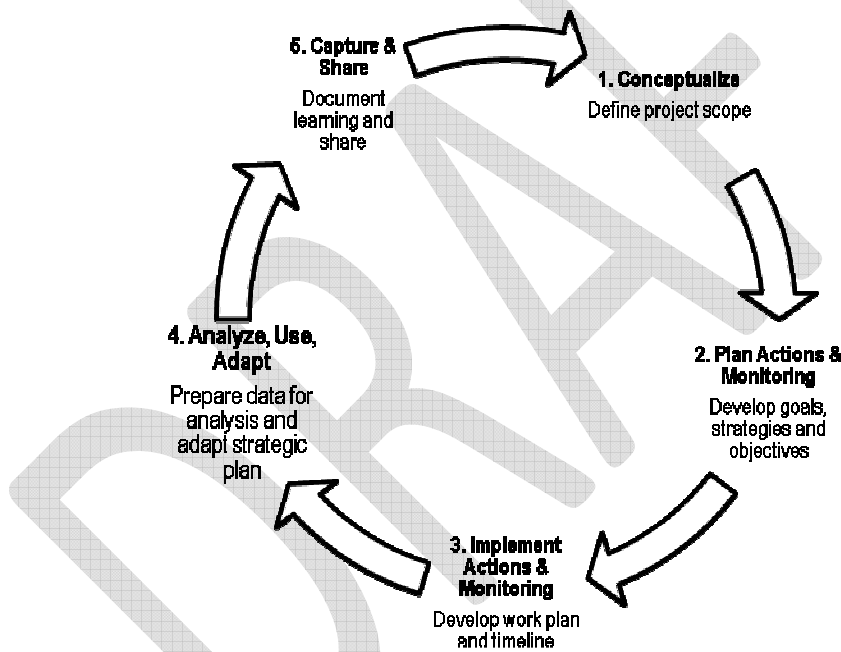 1. Conceptualize
Define project scope
2. Plan Actions &
Monitoring
Develop goals,
strategies and
objectives
3. Implement
Actions &
Monitoring
Develop work plan
and timeline
4. Analyze, Use,
Adapt
Prepare data for
analysis and
adapt strategic
plan
5. Capture &
Share
Document
learning and
share
DRAFT